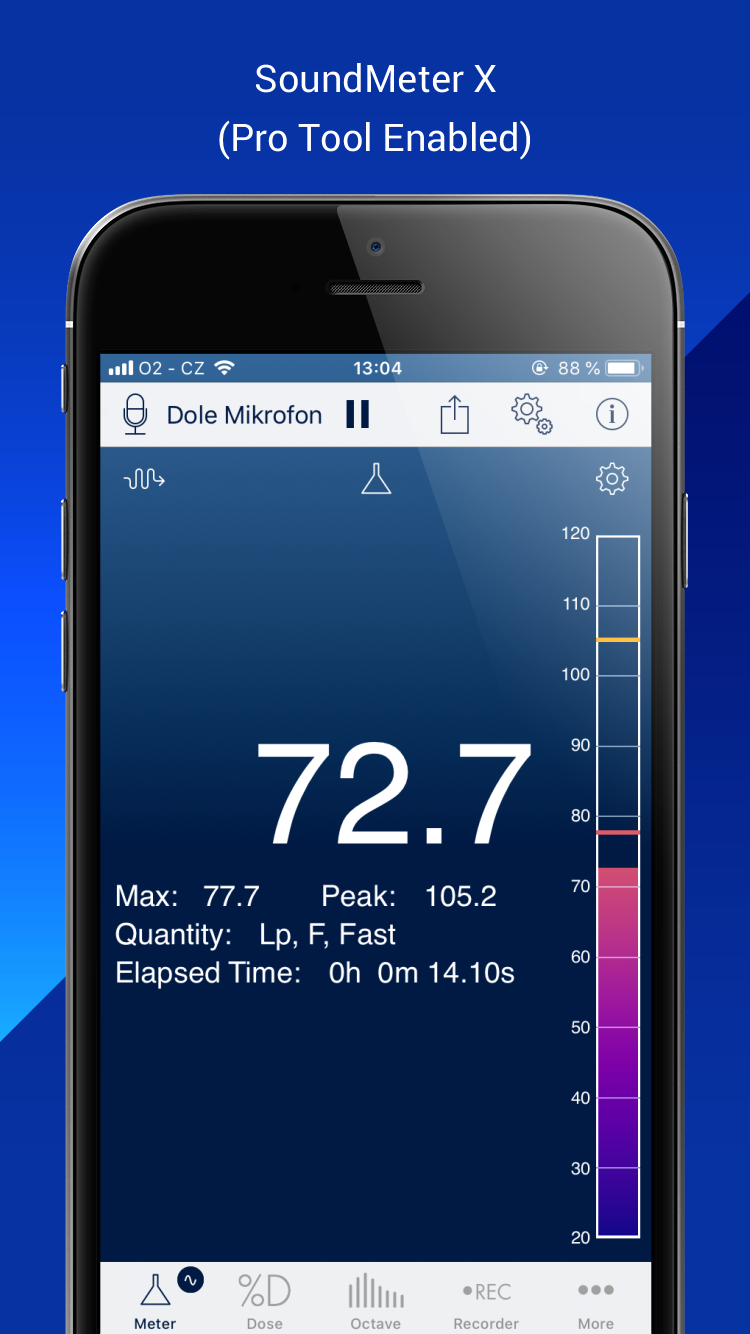 SoundMeter X
(Pro Tool Enabled)
O2 - CZ 13:04 88 %
Dole Mikrofon
120
110
100
90
80
70
60
50
40
30
20
72.7
Max: 77.7 Peak: 105.2
Quantity: Lp, F, Fast
Elapsed Time: 0h 0m 14.10s
%D •REC
Meter Dose Octave Recorder More